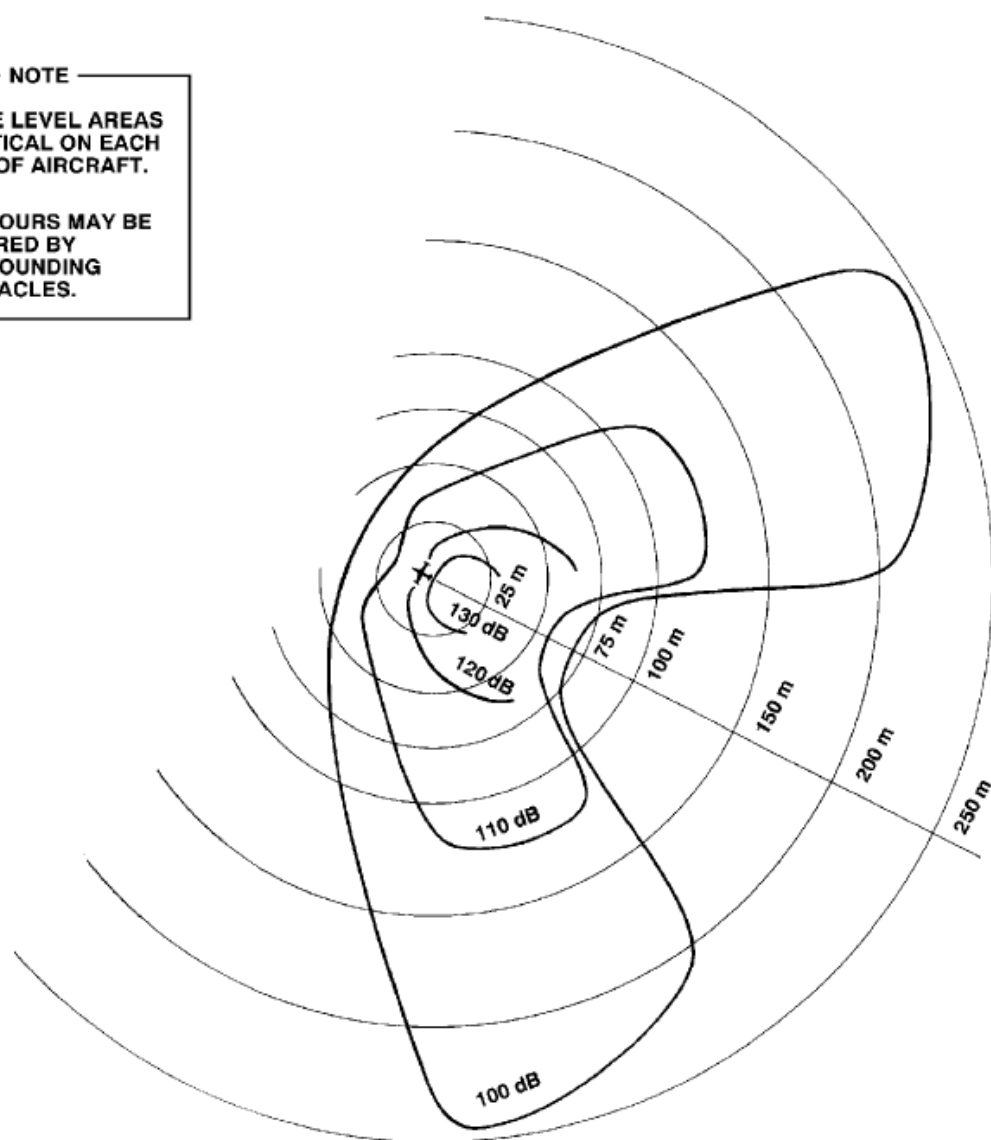 NOTE
E LEVEL AREAS
TICAL ON EACH
OF AIRCRAFT.
OURS MAY BE
RED BY
OUNDING
ACLES.
25 m
130 dB
120 dB
75 m
100 m
150 m
200 m
250 m
110 dB
100 dB